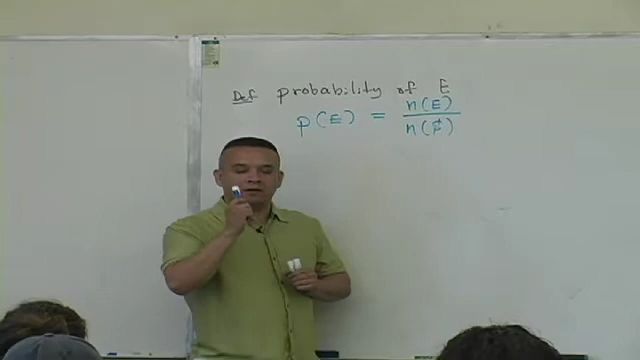 Def probability of E
p(E) = n(E)
n(